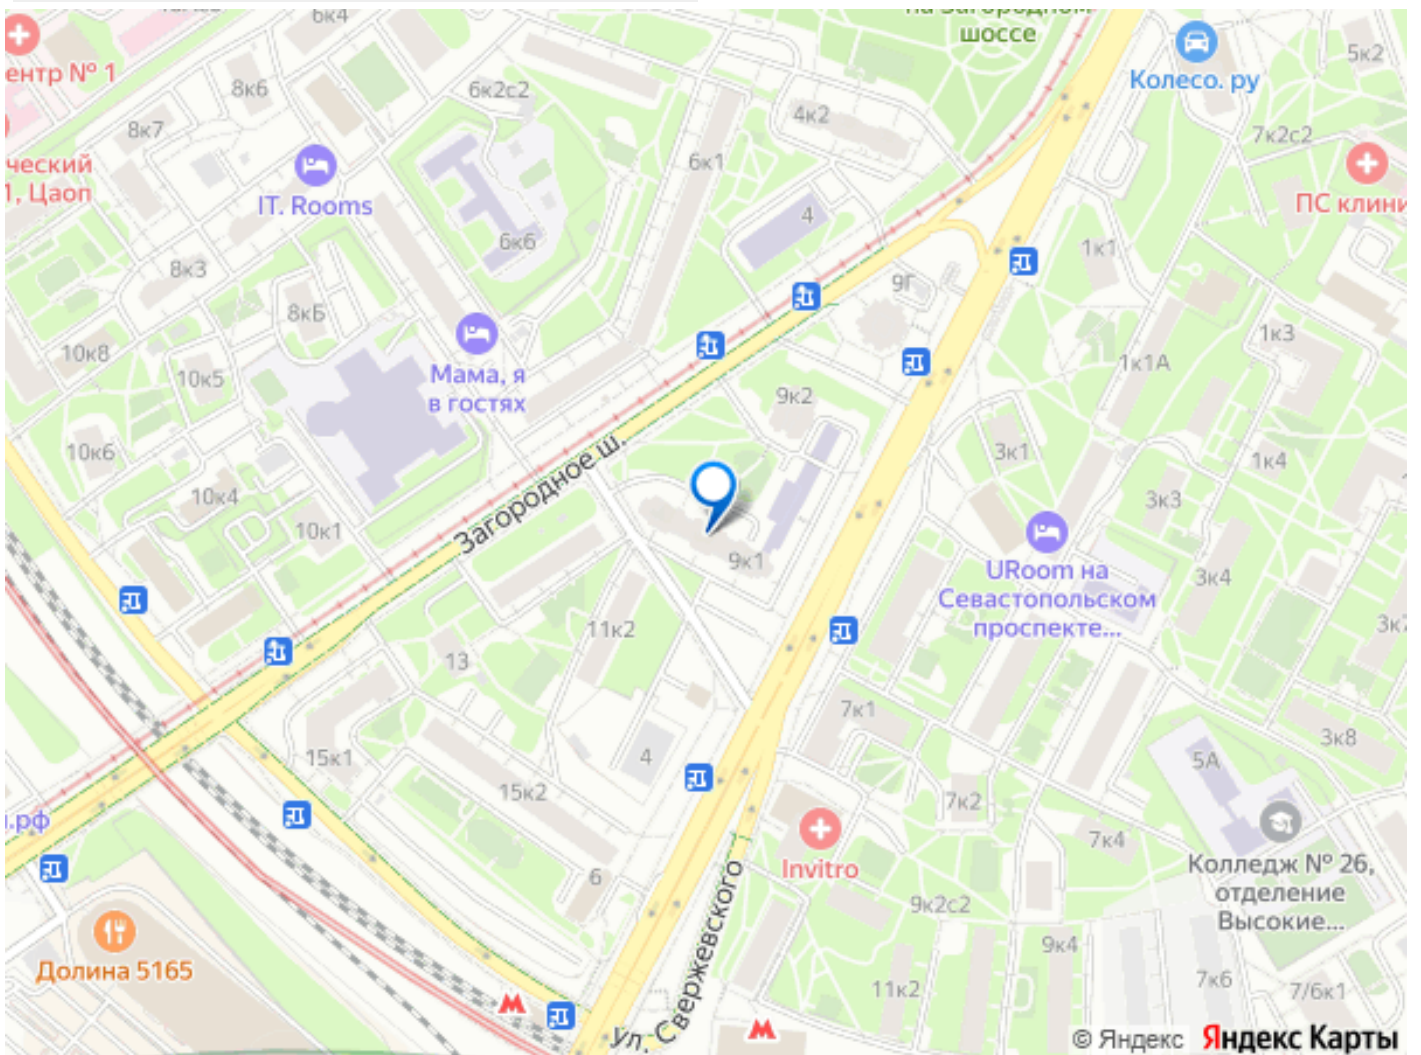 на Загородном
шоссе
6к4
5к2
ентр № 1
Колесо. ру
8к6
6к2с2
4к2
8к7
7к2с2
ческий
1, Цаоп
6к1
ПС клини
IT. Rooms
4
6к6
1к1
8к3
9Г
8кБ
1к3
10к8
Мама, я
в гостях
1к1А
10к5
9к2
10к6
3к1
1к4
Загородное ш.
10к4
3к3
10к1
9к1
URoom на
Севастопольском
проспекте...
3к4
11к2
3к2
13
7к1
3к8
15к1
4
5А
15к2
7к2
.рф
7к4
Invitro
Колледж № 26,
отделение
Высокие...
6
9к2с2
Ул. Свержевского
9к4
Долина 5165
11к2
7к6
7/6к1
© Яндекс Яндекс Карты